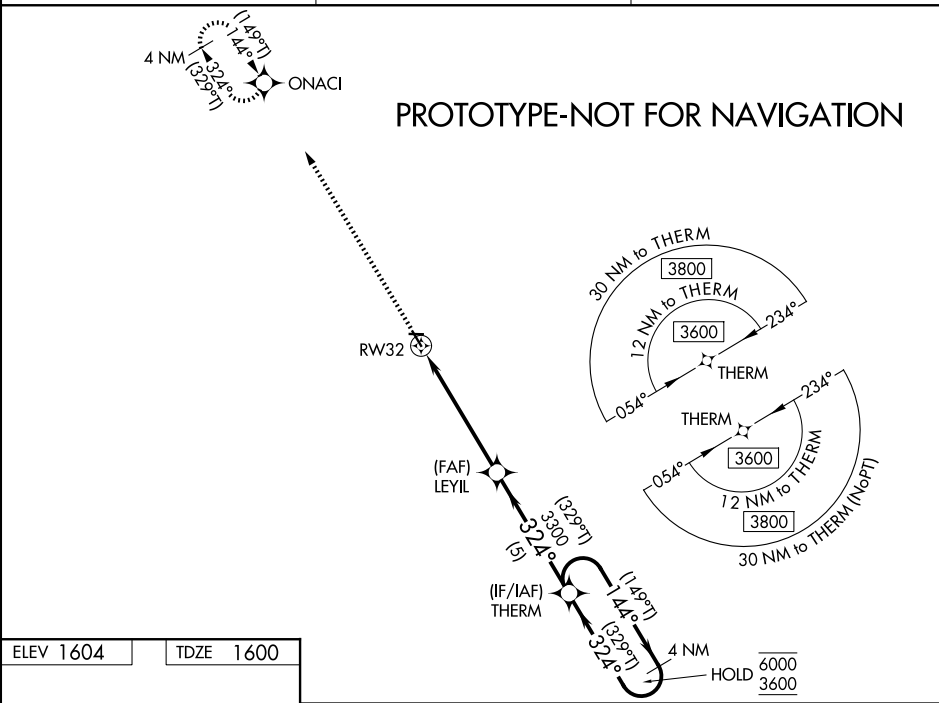 (149°T)
144°
4 NM
324°
(329°T)
ONACI
PROTOTYPE-NOT FOR NAVIGATION
30 NM to THERM
3800
12 NM to THERM
3600
234°
054°
THERM
RW32
THERM
234°
054°
3600
12 NM to THERM
3800
30 NM to THERM (NoPT)
(FAF)
LEYIL
(329°T)
3300
324°
(5)
(IF/IAF)
THERM
(149°T)
144°
(329°T)
324°
4 NM
HOLD 6000
3600
ELEV 1604
TDZE 1600